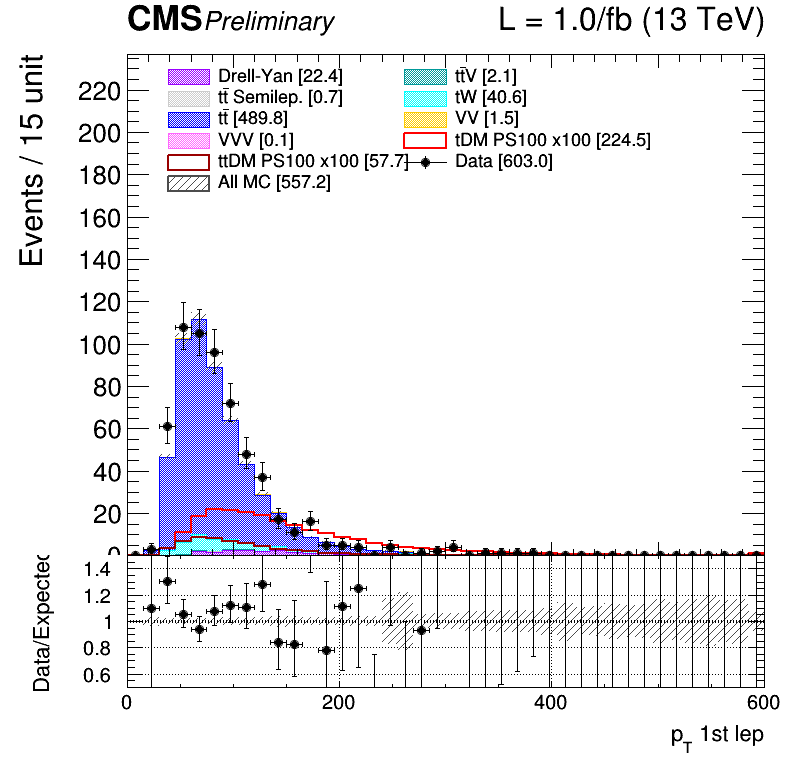 CMS Preliminary L = 1.0/fb (13 TeV)
Events / 15 unit
Drell-Yan [22.4] tt̄V [2.1]
tt̄ Semilep. [0.7] tW [40.6]
tt̄ [489.8] VV [1.5]
VVV [0.1] tDM PS100 x100 [224.5]
ttDM PS100 x100 [57.7] Data [603.0]
All MC [557.2]
220
200
180
160
140
120
100
80
60
40
20
0
Data/Expected
1.4
1.2
1
0.8
0.6
0 200 400 600
p_T 1st lep